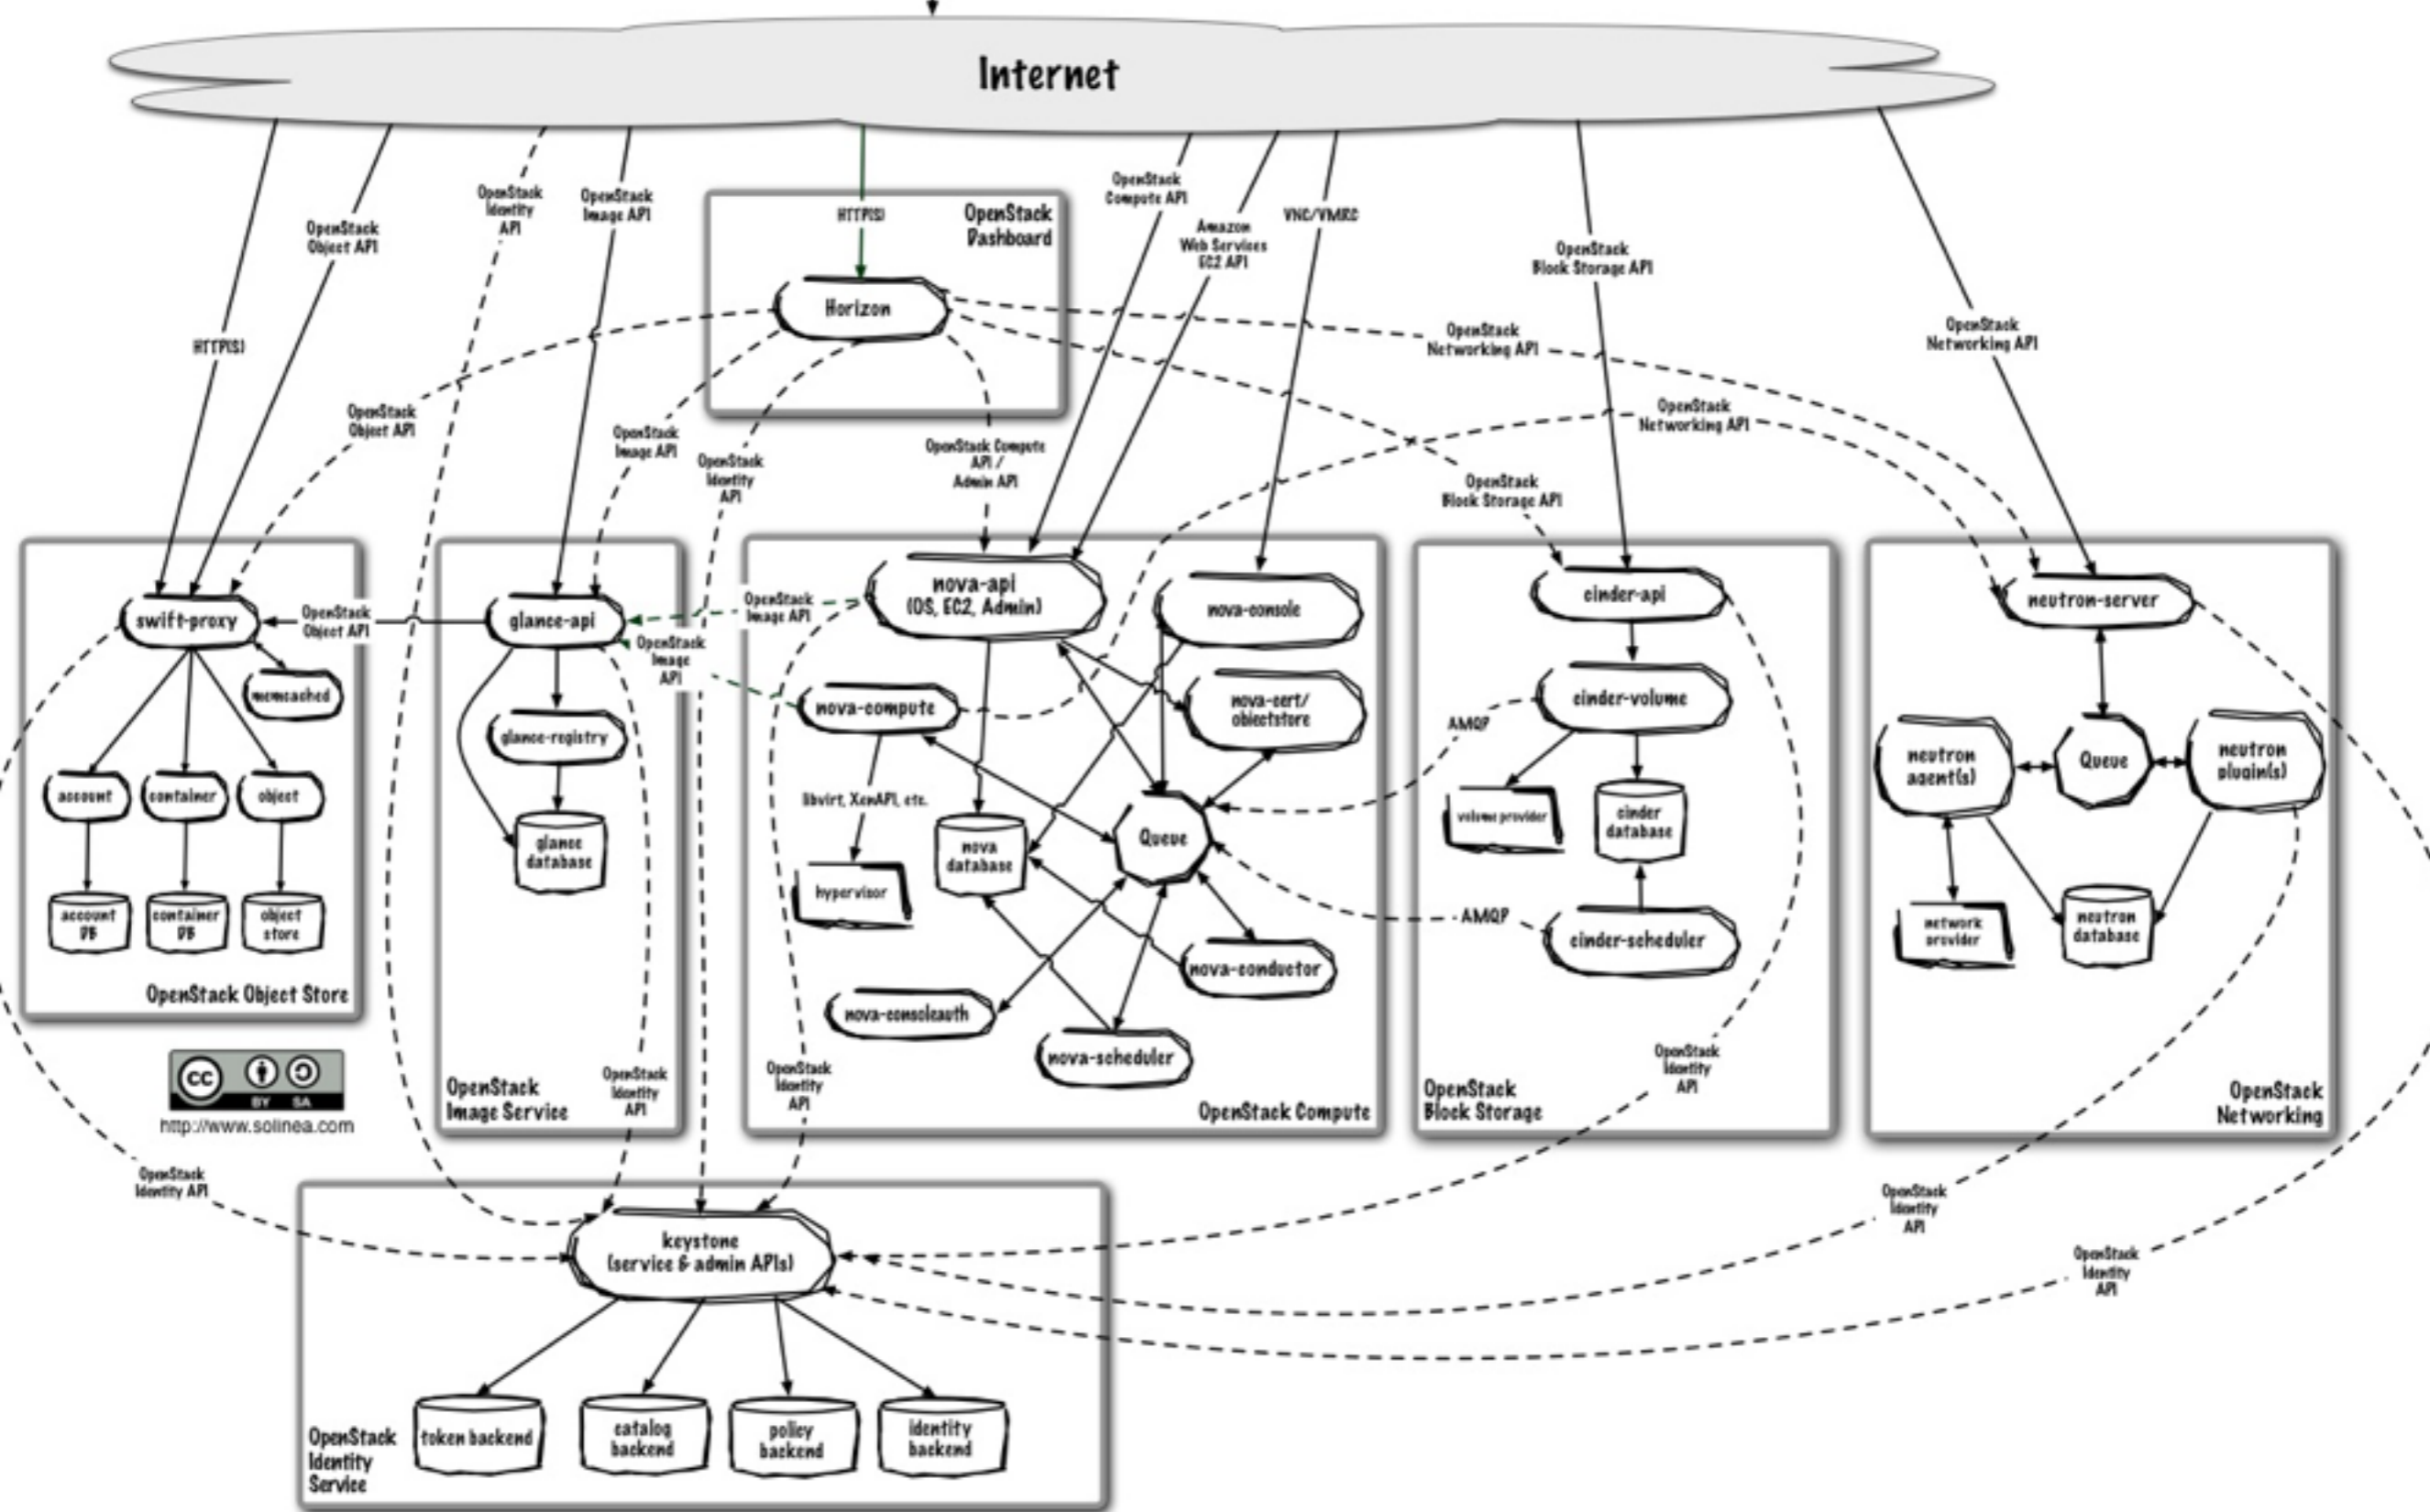 Internet
OpenStack
Identity
API
OpenStack
Image API
OpenStack
Compute API
HTTP(S)
OpenStack
Dashboard
Amazon
Web Services
EC2 API
VNC/VMRC
OpenStack
Object API
OpenStack
Block Storage API
Horizon
HTTP(S)
OpenStack
Networking API
OpenStack
Networking API
OpenStack
Object API
OpenStack
Image API
OpenStack
Identity
API
OpenStack Compute
API /
Admin API
OpenStack
Networking API
OpenStack
Block Storage API
swift-proxy
OpenStack
Object API
glance-api
OpenStack
Image API
OpenStack
Image
API
nova-api
(OS, EC2, Admin)
nova-console
cinder-api
neutron-server
memcached
glance-registry
nova-compute
nova-cert/
objectstore
AMQP
cinder-volume
neutron
agent(s)
Queue
neutron
plugin(s)
account
container
object
libvirt, XenAPI, etc.
glance
database
hypervisor
nova
database
Queue
volume provider
cinder
database
account
DB
container
DB
object
store
AMQP
cinder-scheduler
network
provider
neutron
database
OpenStack Object Store
nova-consoleauth
nova-conductor
nova-scheduler
cc
BY SA
http://www.solinea.com
OpenStack
Image Service
OpenStack
Identity
API
OpenStack
Identity
API
OpenStack Compute
OpenStack
Block Storage
OpenStack
Identity
API
OpenStack
Networking
OpenStack
Identity API
OpenStack
Identity
API
keystone
(service & admin APIs)
OpenStack
Identity
API
OpenStack
Identity
Service
token backend
catalog
backend
policy
backend
identity
backend